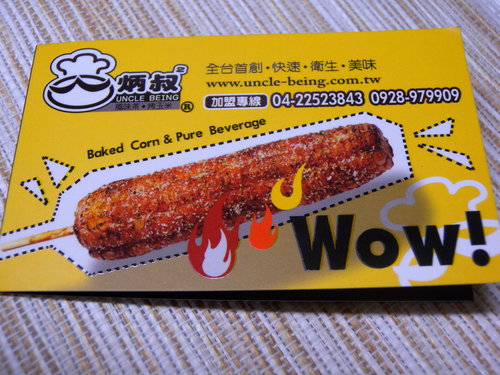 炳叔
UNCLE BEING
®
全台首創・快速・衛生・美味
www.uncle-being.com.tw
加盟專線 04-22523843 0928-979909
Baked Corn & Pure Beverage
Wow!